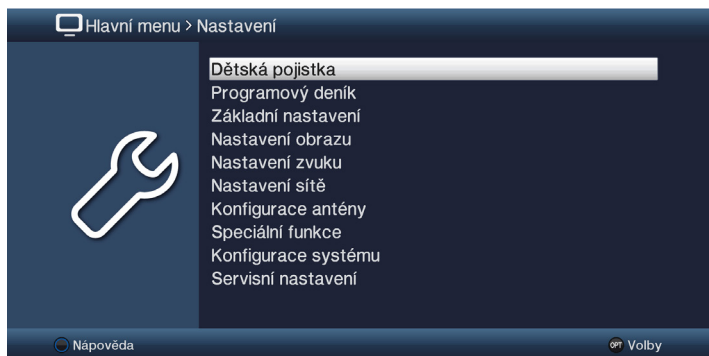 Hlavní menu > Nastavení
Dětská pojistka
Programový deník
Základní nastavení
Nastavení obrazu
Nastavení zvuku
Nastavení sítě
Konfigurace antény
Speciální funkce
Konfigurace systému
Servisní nastavení
Nápověda OPT Volby